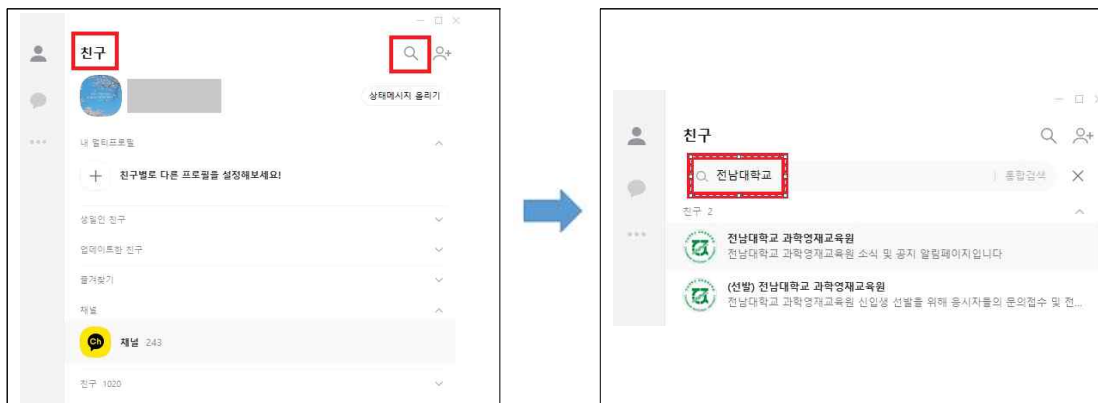 친구
상태메시지 올리기
내 멀티프로필
친구별로 다른 프로필을 설정해보세요!
생일인 친구
업데이트한 친구
즐겨찾기
채널
Ch
채널 243
친구 1020
친구
전남대학교
통합검색
친구 2
전남대학교 과학영재교육원
전남대학교 과학영재교육원 소식 및 공지 알림페이지입니다
(선발) 전남대학교 과학영재교육원
전남대학교 과학영재교육원 신입생 선발을 위해 응시자들의 문의접수 및 전...